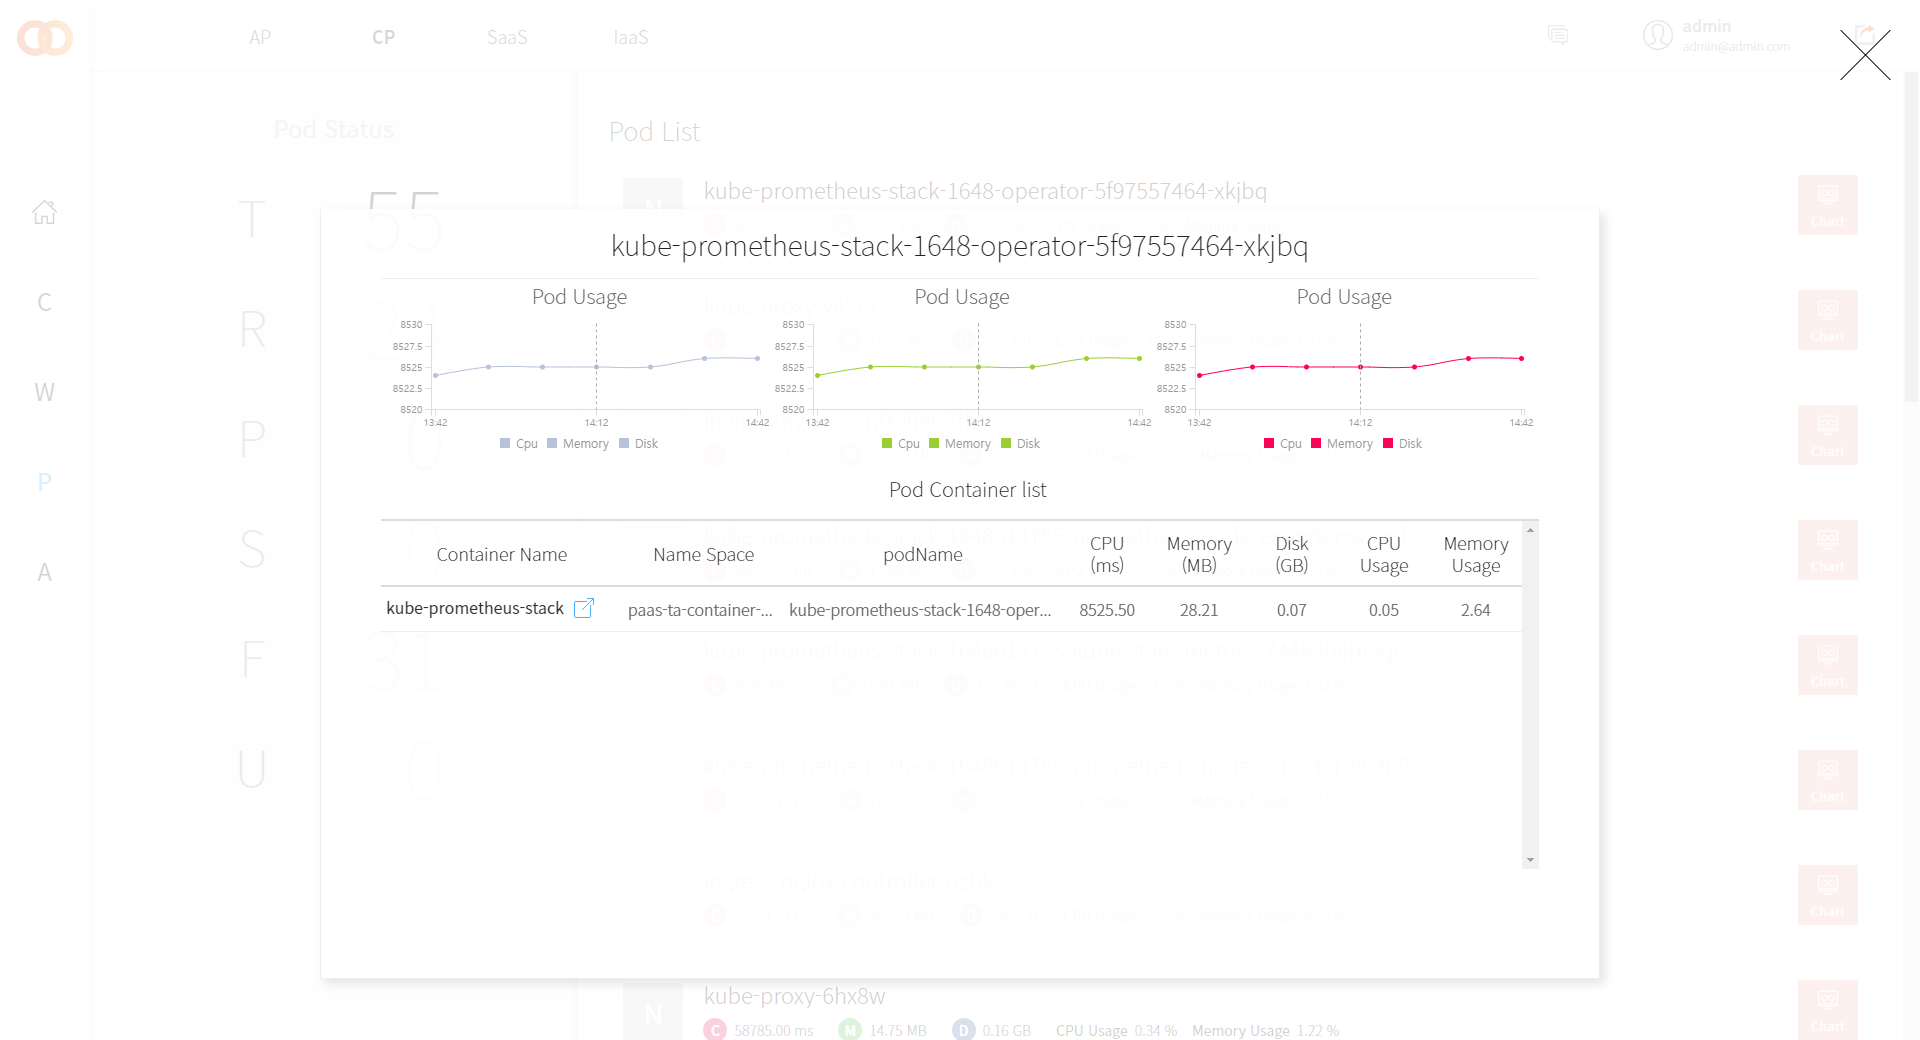 AP CP SaaS IaaS
admin
admin@admin.com
Pod Status
Pod List
T 55
R
P 0
S 0
F 31
U 0
C
W
P
A
N kube-prometheus-stack-1648-operator-5f97557464-xkjbq
Chart
kube-prometheus-stack-1648-operator-5f97557464-xkjbq
Pod Usage Pod Usage Pod Usage
8530 8530 8530
8527.5 8527.5 8527.5
8525 8525 8525
8522.5 8522.5 8522.5
8520 8520 8520
13:42 14:12 14:42 13:42 14:12 14:42 13:42 14:12 14:42
Cpu Memory Disk Cpu Memory Disk Cpu Memory Disk
Chart
Chart
Pod Container list
Container Name Name Space podName CPU (ms) Memory (MB) Disk (GB) CPU Usage Memory Usage
kube-prometheus-stack paas-ta-container-... kube-prometheus-stack-1648-oper... 8525.50 28.21 0.07 0.05 2.64
Chart
Chart
Chart
Chart
N kube-proxy-6hx8w
C 58785.00 ms M 14.75 MB D 0.16 GB CPU Usage 0.34 % Memory Usage 1.22 %
Chart